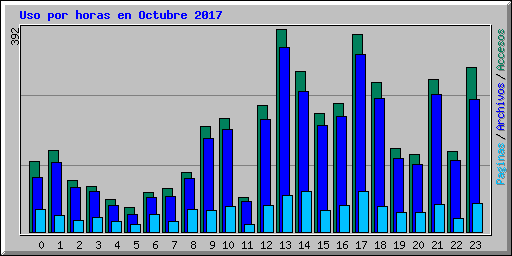 Uso por horas en Octubre 2017
392
Paginas / Archivos / Accesos
0 1 2 3 4 5 6 7 8 9 10 11 12 13 14 15 16 17 18 19 20 21 22 23